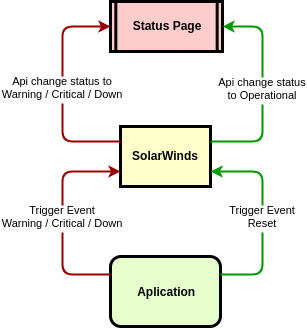 Status Page
Api change status to
Warning / Critical / Down
Api change status
to Operational
SolarWinds
Trigger Event
Warning / Critical / Down
Trigger Event
Reset
Aplication